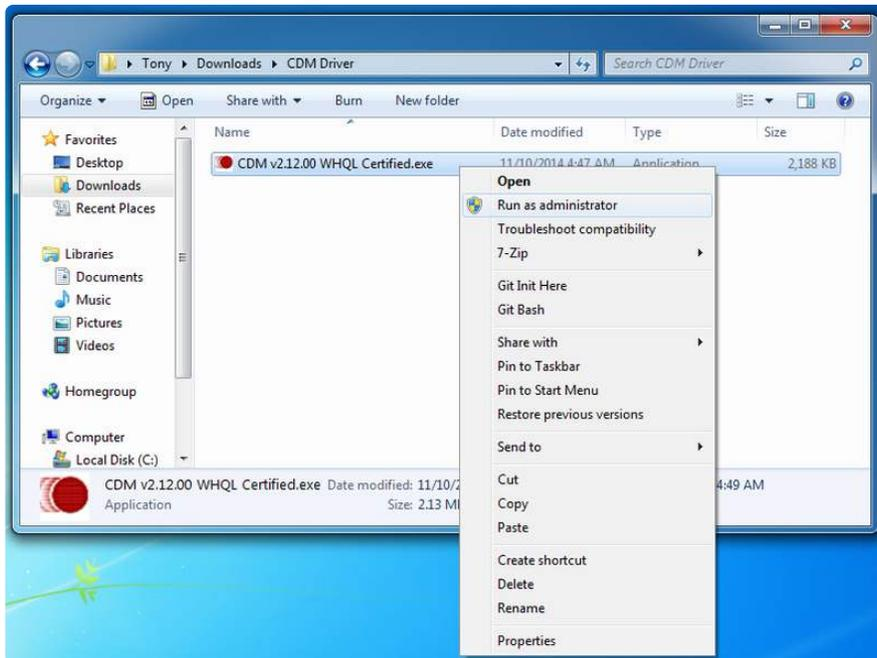 Tony Downloads CDM Driver
Search CDM Driver
Organize Open Share with Burn New folder
Name Date modified Type Size
Favorites
Desktop
Downloads
Recent Places
Libraries
Documents
Music
Pictures
Videos
Homegroup
Computer
Local Disk (C:)
CDM v2.12.00 WHQL Certified.exe 11/10/2014 4:47 AM Application 2,188 KB
Open
Run as administrator
Troubleshoot compatibility
7-Zip
Git Init Here
Git Bash
Share with
Pin to Taskbar
Pin to Start Menu
Restore previous versions
Send to
Cut
Copy
Paste
Create shortcut
Delete
Rename
Properties
CDM v2.12.00 WHQL Certified.exe Date modified: 11/10/2 4:49 AM
Application Size: 2.13 M